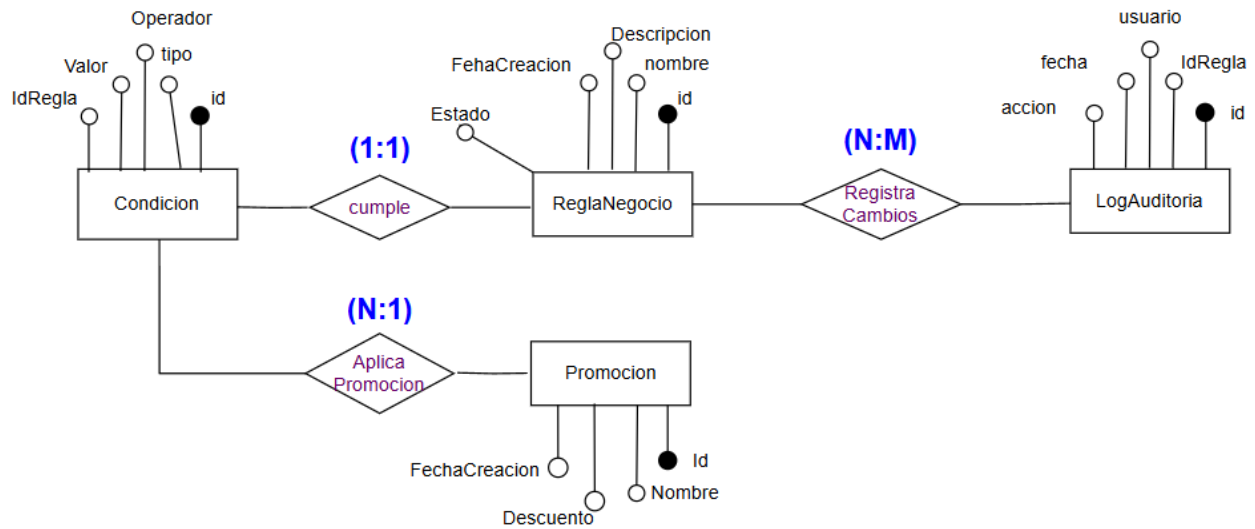 Operador
usuario
Descripcion
tipo
Valor
FehaCreacion
nombre
fecha
IdRegla
IdRegla
id
id
accion
id
Estado
(1:1)
(N:M)
Condicion
cumple
ReglaNegocio
Registra
Cambios
LogAuditoria
(N:1)
Aplica
Promocion
Promocion
FechaCreacion
Id
Nombre
Descuento